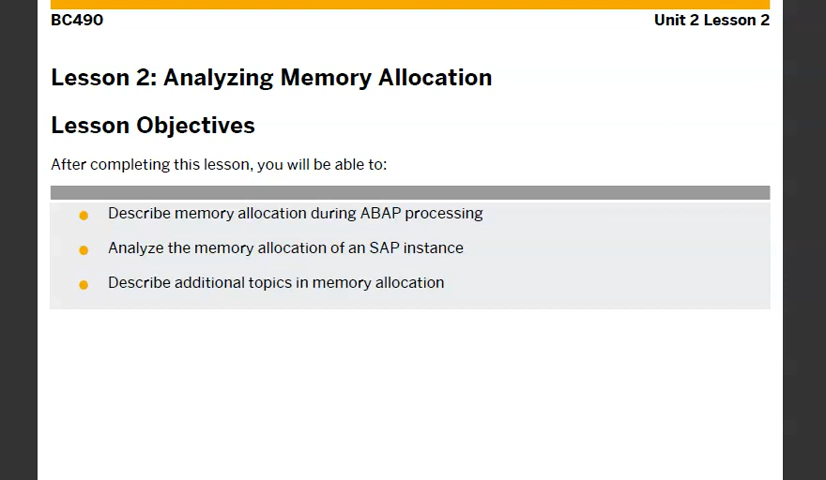 BC490 Unit 2 Lesson 2
Lesson 2: Analyzing Memory Allocation
Lesson Objectives
After completing this lesson, you will be able to:
Describe memory allocation during ABAP processing
Analyze the memory allocation of an SAP instance
Describe additional topics in memory allocation